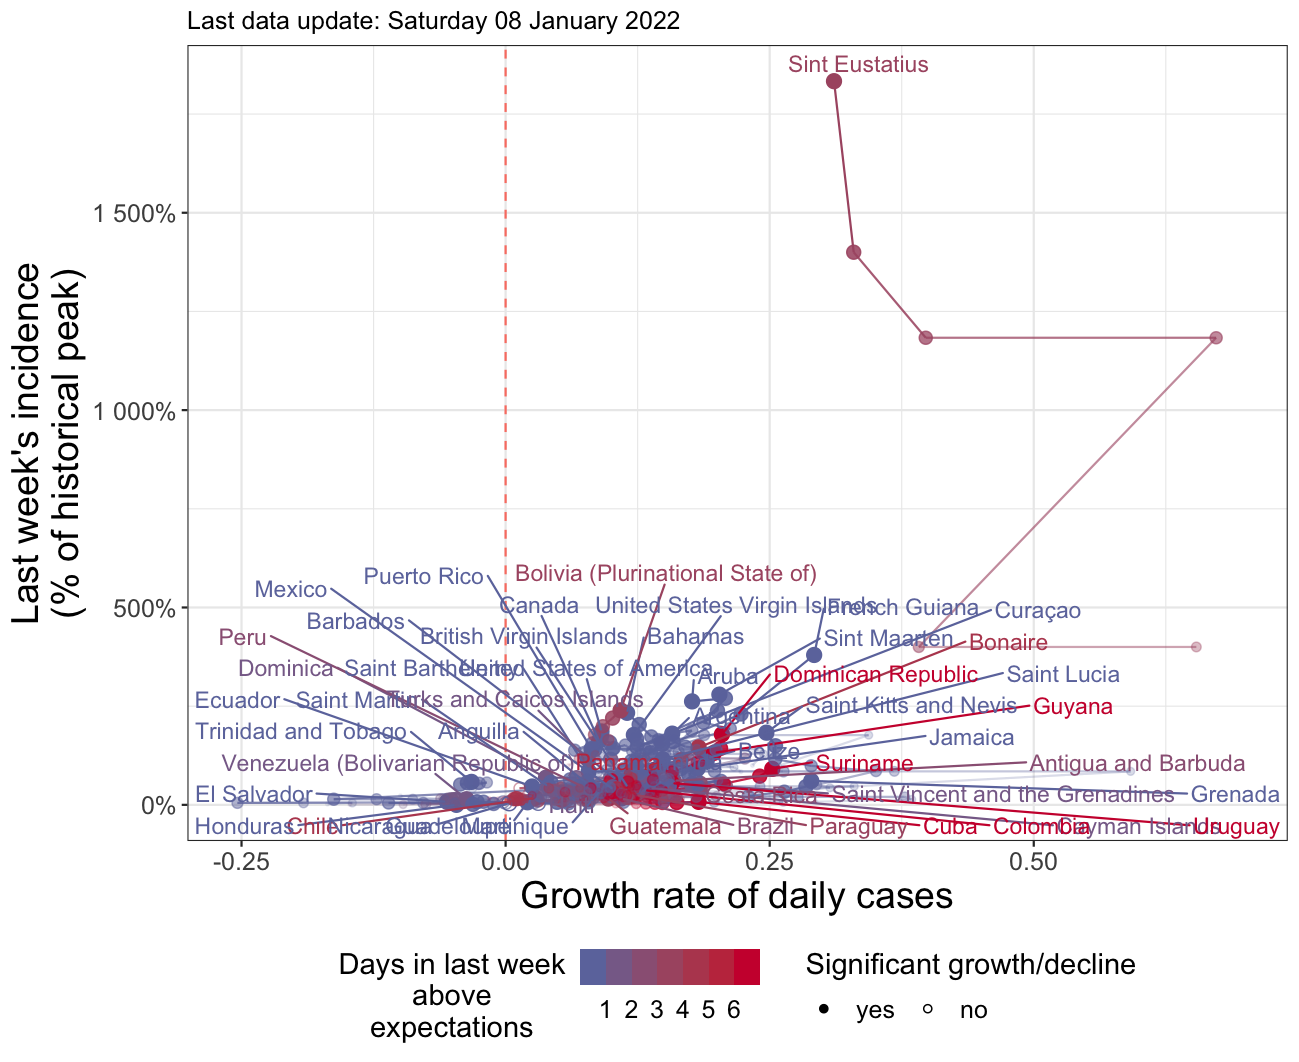 Last data update: Saturday 08 January 2022
Sint Eustatius
1 500%
1 000%
500%
0%
Last week's incidence
(% of historical peak)
Puerto Rico
Bolivia (Plurinational State of)
Mexico
Canada
United States Virgin Islands
French Guiana
Curaçao
Barbados
Peru
British Virgin Islands
Bahamas
Sint Maarten
Bonaire
Dominica
Saint Barthélemy
United States of America
Aruba
Dominican Republic
Saint Lucia
Ecuador
Saint Martin
Turks and Caicos Islands
Saint Kitts and Nevis
Guyana
Trinidad and Tobago
Anguilla
Argentina
Jamaica
Venezuela (Bolivarian Republic of)
Panama
Belize
Suriname
Antigua and Barbuda
El Salvador
Haiti
Costa Rica
Saint Vincent and the Grenadines
Grenada
Honduras
Chile
Nicaragua
Guadeloupe
Martinique
Guatemala
Brazil
Paraguay
Cuba
Colombia
Cayman Islands
Uruguay
-0.25
0.00
0.25
0.50
Growth rate of daily cases
Days in last week
above
expectations
1 2 3 4 5 6
Significant growth/decline
yes
no